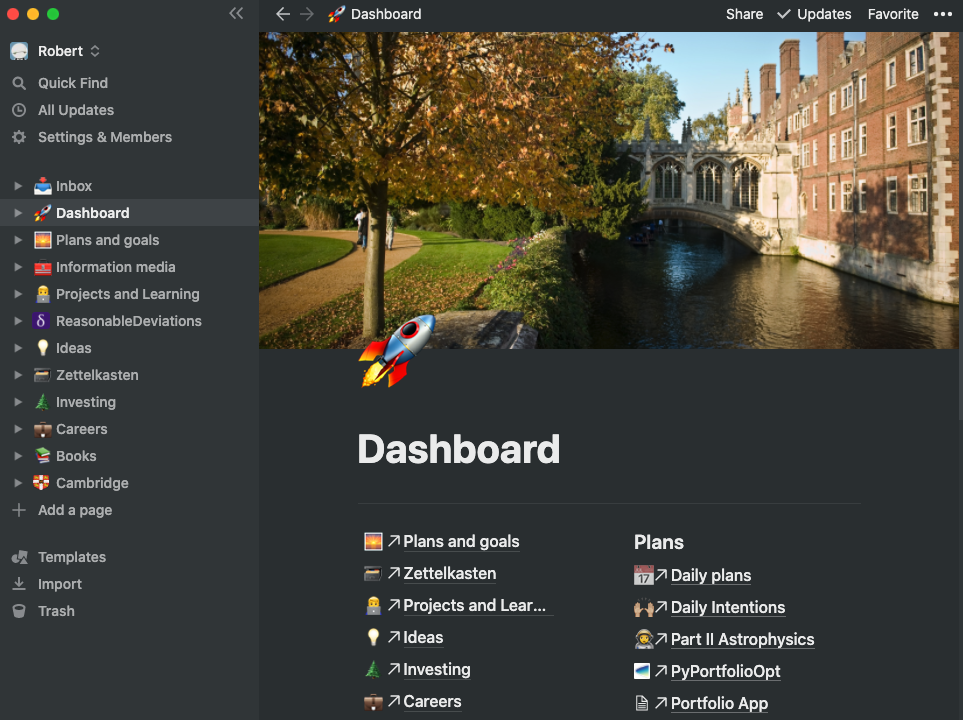 Dashboard
Share
Updates
Favorite
Robert
Quick Find
All Updates
Settings & Members
Inbox
Dashboard
Plans and goals
Information media
Projects and Learning
δ ReasonableDeviations
Ideas
Zettelkasten
Investing
Careers
Books
Cambridge
Add a page
Templates
Import
Trash
Dashboard
Plans and goals
Zettelkasten
Projects and Lear...
Ideas
Investing
Careers
Plans
17 Daily plans
Daily Intentions
Part II Astrophysics
PyPortfolioOpt
Portfolio App